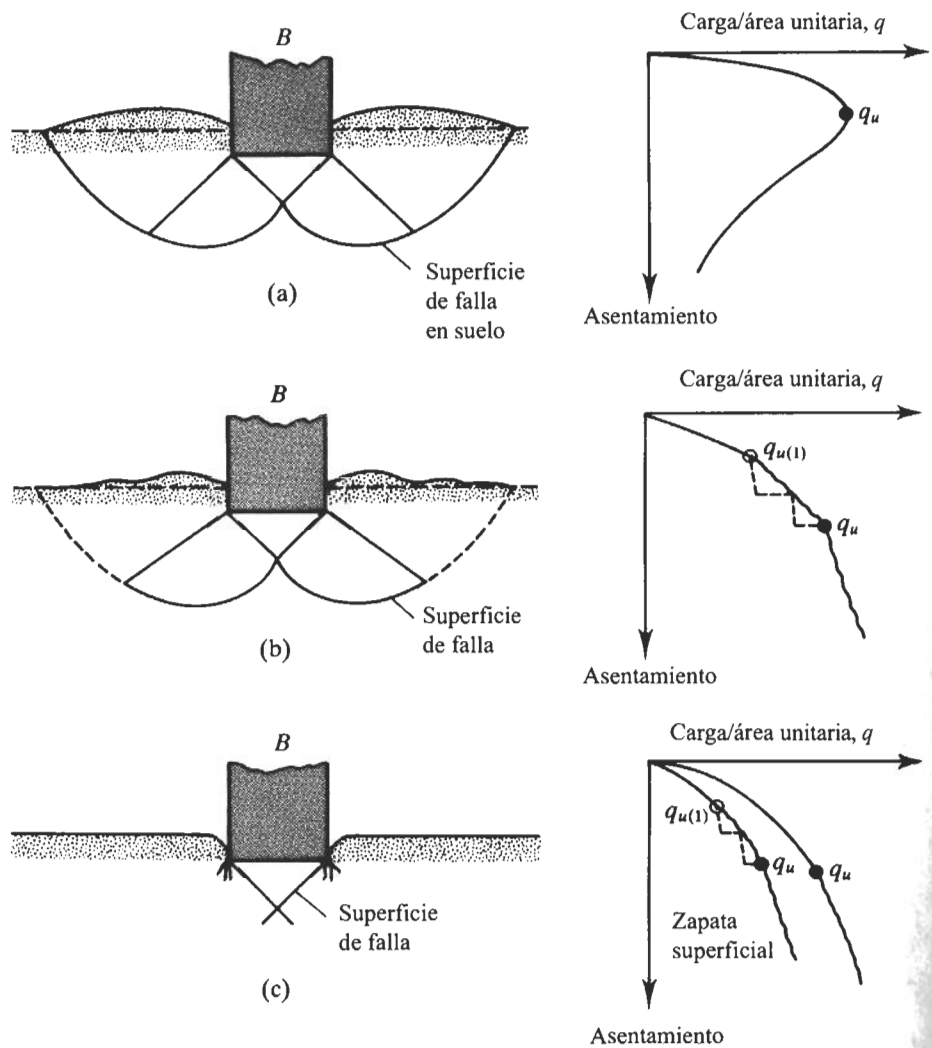 B
Carga/área unitaria, q
q_u
Superficie
de falla
en suelo
(a)
Asentamiento
B
Carga/área unitaria, q
q_u(1)
q_u
Superficie
de falla
(b)
Asentamiento
B
Carga/área unitaria, q
q_u(1)
q_u
q_u
Superficie
de falla
Zapata
superficial
(c)
Asentamiento